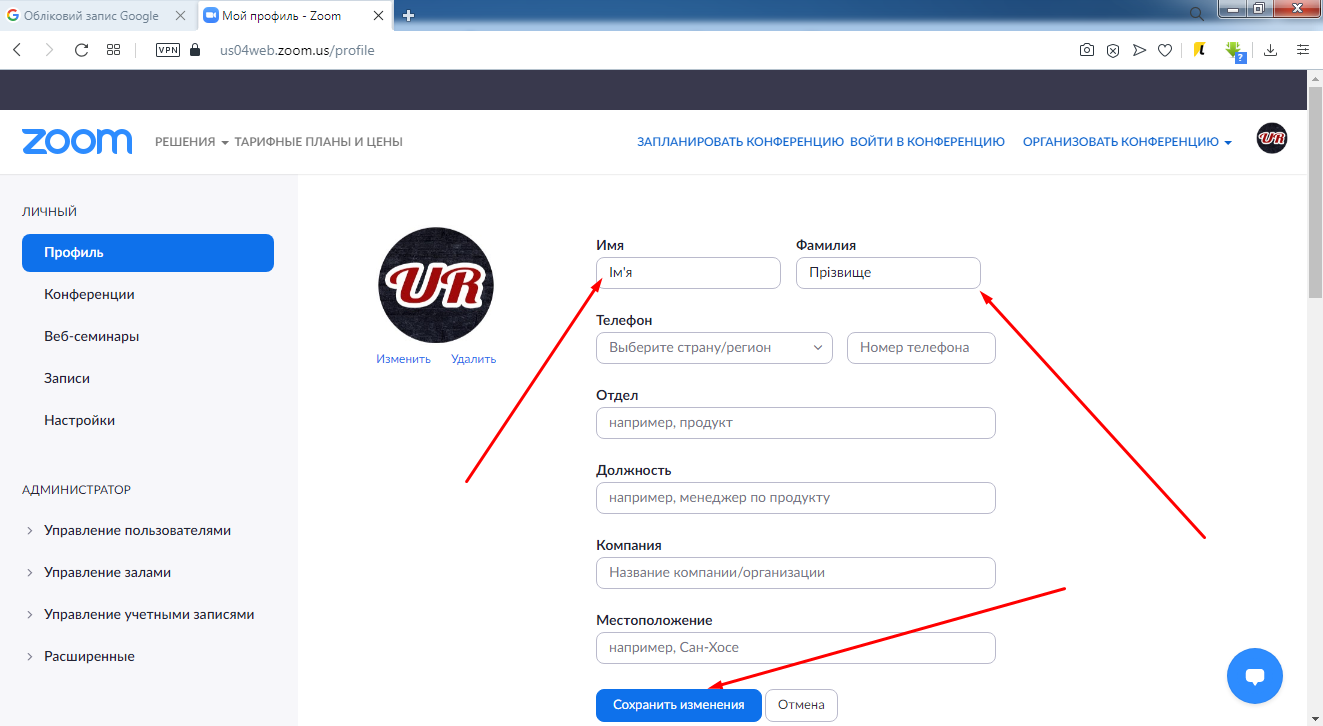 Обліковий запис Google
Мой профиль - Zoom
VPN
us04web.zoom.us/profile
zoom
РЕШЕНИЯ
ТАРИФНЫЕ ПЛАНЫ И ЦЕНЫ
ЗАПЛАНИРОВАТЬ КОНФЕРЕНЦИЮ
ВОЙТИ В КОНФЕРЕНЦИЮ
ОРГАНИЗОВАТЬ КОНФЕРЕНЦИЮ
UR
ЛИЧНЫЙ
Профиль
Конференции
Веб-семинары
Записи
Настройки
АДМИНИСТРАТОР
Управление пользователями
Управление залами
Управление учетными записями
Расширенные
UR
Изменить Удалить
Имя Фамилия
Ім'я Прізвище
Телефон
Выберите страну/регион Номер телефона
Отдел
например, продукт
Должность
например, менеджер по продукту
Компания
Название компании/организации
Местоположение
например, Сан-Хосе
Сохранить изменения Отмена